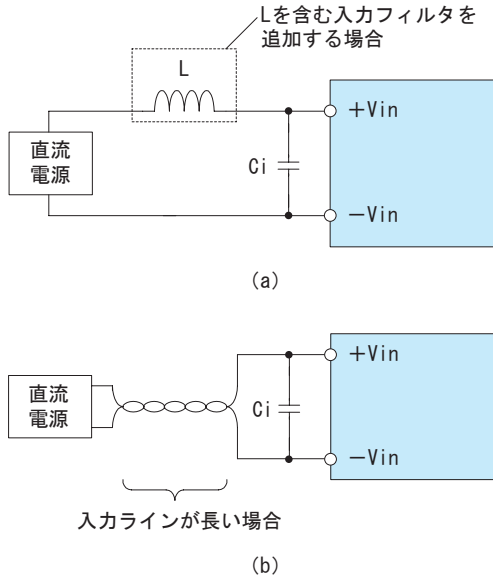 Lを含む入力フィルタを
追加する場合
L
直流
電源
Ci
+Vin
−Vin
(a)
直流
電源
Ci
+Vin
−Vin
入力ラインが長い場合
(b)